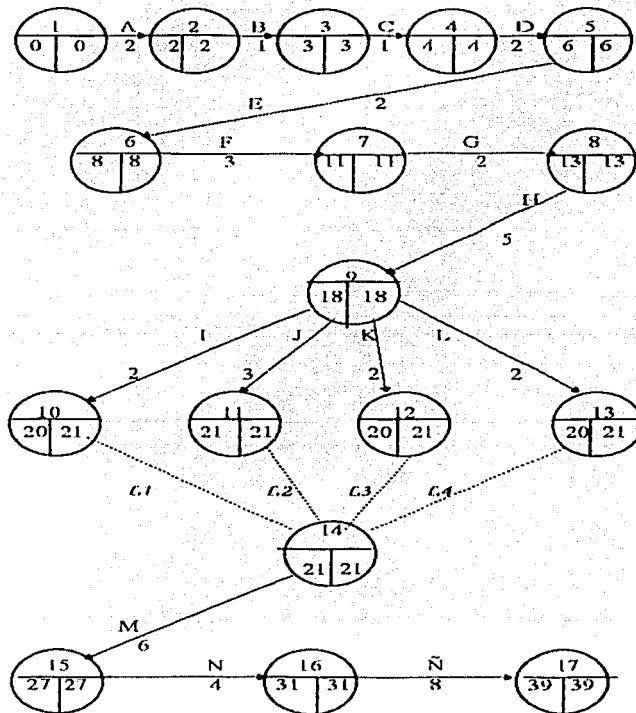 1 2 3 4 5
A B C D
0 0 2 2 2 1 3 3 1 4 4 2 6 6
E 2
6 F 7 G 8
8 8 3 11 11 2 13 13
H
5
9
18 18
I J K L
2 3 2 2
10 11 12 13
20 21 21 21 20 21 20 21
14
21 21
M
6
15 N 16 Ñ 17
27 27 4 31 31 8 39 39